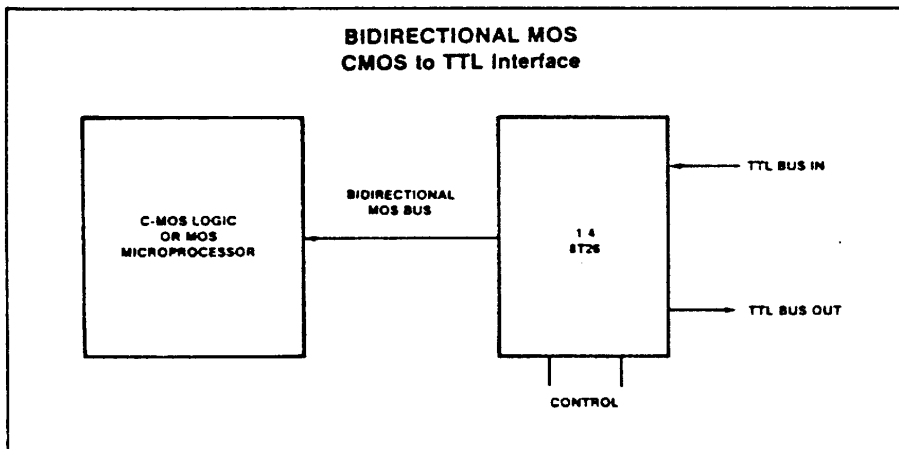 BIDIRECTIONAL MOS
CMOS to TTL Interface
C-MOS LOGIC
OR MOS
MICROPROCESSOR
BIDIRECTIONAL
MOS BUS
1 4
8T26
TTL BUS IN
TTL BUS OUT
CONTROL